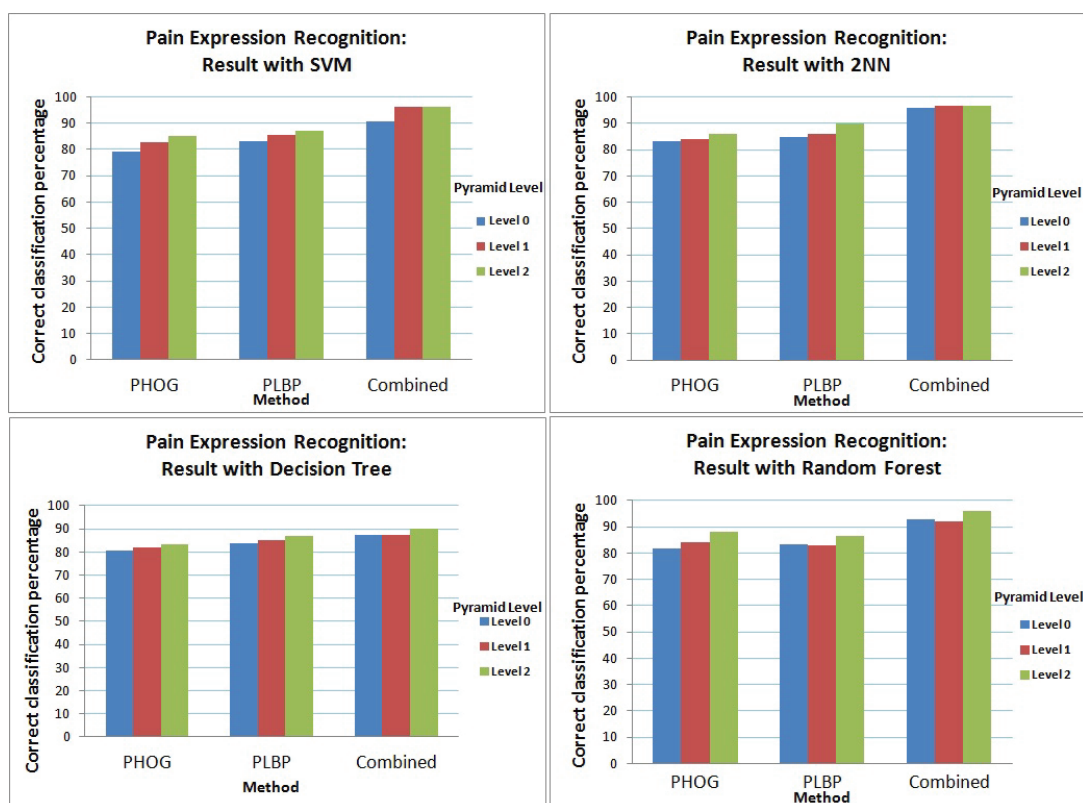 Pain Expression Recognition:
Result with SVM
Correct classification percentage
100
90
80
70
60
50
40
30
20
10
0
PHOG
PLBP
Combined
Method
Pyramid Level
Level 0
Level 1
Level 2
Pain Expression Recognition:
Result with 2NN
Correct classification percentage
100
90
80
70
60
50
40
30
20
10
0
PHOG
PLBP
Combined
Method
Pyramid Level
Level 0
Level 1
Level 2
Pain Expression Recognition:
Result with Decision Tree
Correct classification percentage
100
90
80
70
60
50
40
30
20
10
0
PHOG
PLBP
Combined
Method
Pyramid Level
Level 0
Level 1
Level 2
Pain Expression Recognition:
Result with Random Forest
Correct classification percentage
100
90
80
70
60
50
40
30
20
10
0
PHOG
PLBP
Combined
Method
Pyramid Level
Level 0
Level 1
Level 2